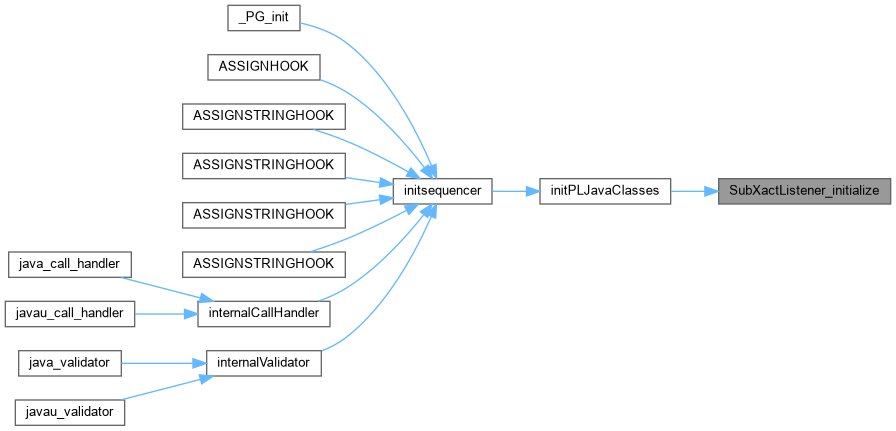 _PG_init
ASSIGNHOOK
ASSIGNSTRINGHOOK
ASSIGNSTRINGHOOK
initsequencer
initPLJavaClasses
SubXactListener_initialize
ASSIGNSTRINGHOOK
ASSIGNSTRINGHOOK
java_call_handler
javau_call_handler
internalCallHandler
java_validator
internalValidator
javau_validator